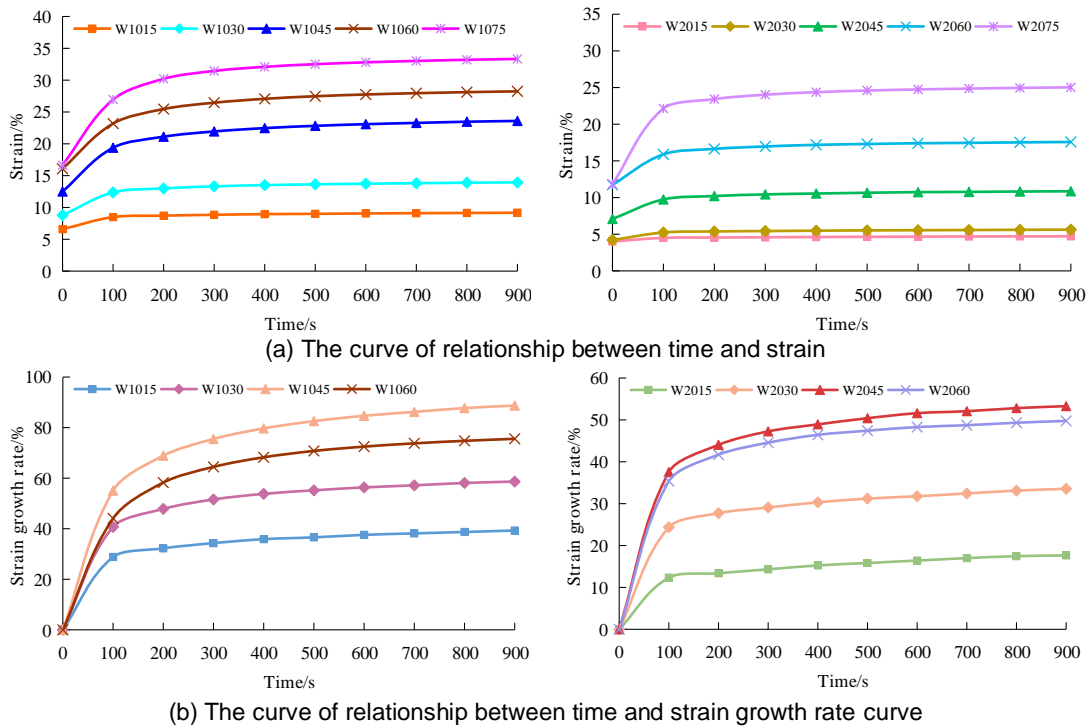 W1015 W1030 W1045 W1060 W1075
40
35
30
25
20
15
10
5
0
Strain/%
0 100 200 300 400 500 600 700 800 900
Time/s
W2015 W2030 W2045 W2060 W2075
35
30
25
20
15
10
5
0
Strain/%
0 100 200 300 400 500 600 700 800 900
Time/s
(a) The curve of relationship between time and strain
W1015 W1030 W1045 W1060
100
80
60
40
20
0
Strain growth rate/%
0 100 200 300 400 500 600 700 800 900
Time/s
W2015 W2030 W2045 W2060
60
50
40
30
20
10
0
Strain growth rate/%
0 100 200 300 400 500 600 700 800 900
Time/s
(b) The curve of relationship between time and strain growth rate curve